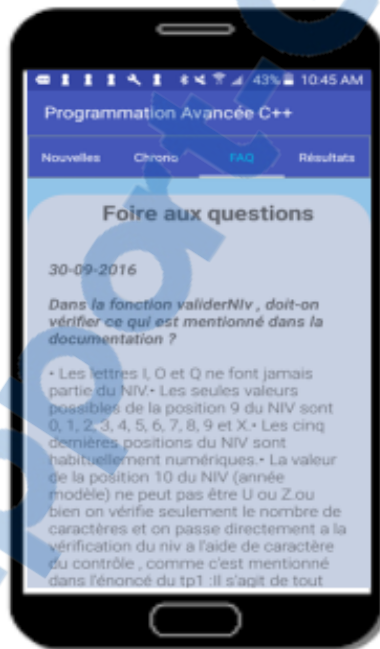 43% 10:45 AM
Programmation Avancée C++
Nouvelles Chrono FAQ Résultats
Foire aux questions
30-09-2016
Dans la fonction validerNIv , doit-on
vérifier ce qui est mentionné dans la
documentation ?
• Les lettres I, O et Q ne font jamais
partie du NIV.• Les seules valeurs
possibles de la position 9 du NIV sont
0, 1, 2, 3, 4, 5, 6, 7, 8, 9 et X.• Les cinq
dernières positions du NIV sont
habituellement numériques.• La valeur
de la position 10 du NIV (année
modèle) ne peut pas être U ou Z.ou
bien on vérifie seulement le nombre de
caractères et on passe directement a la
vérification du niv a l'aide de caractère
du contrôle , comme c'est mentionné
dans l'énoncé du tp1 :Il s'agit de tout